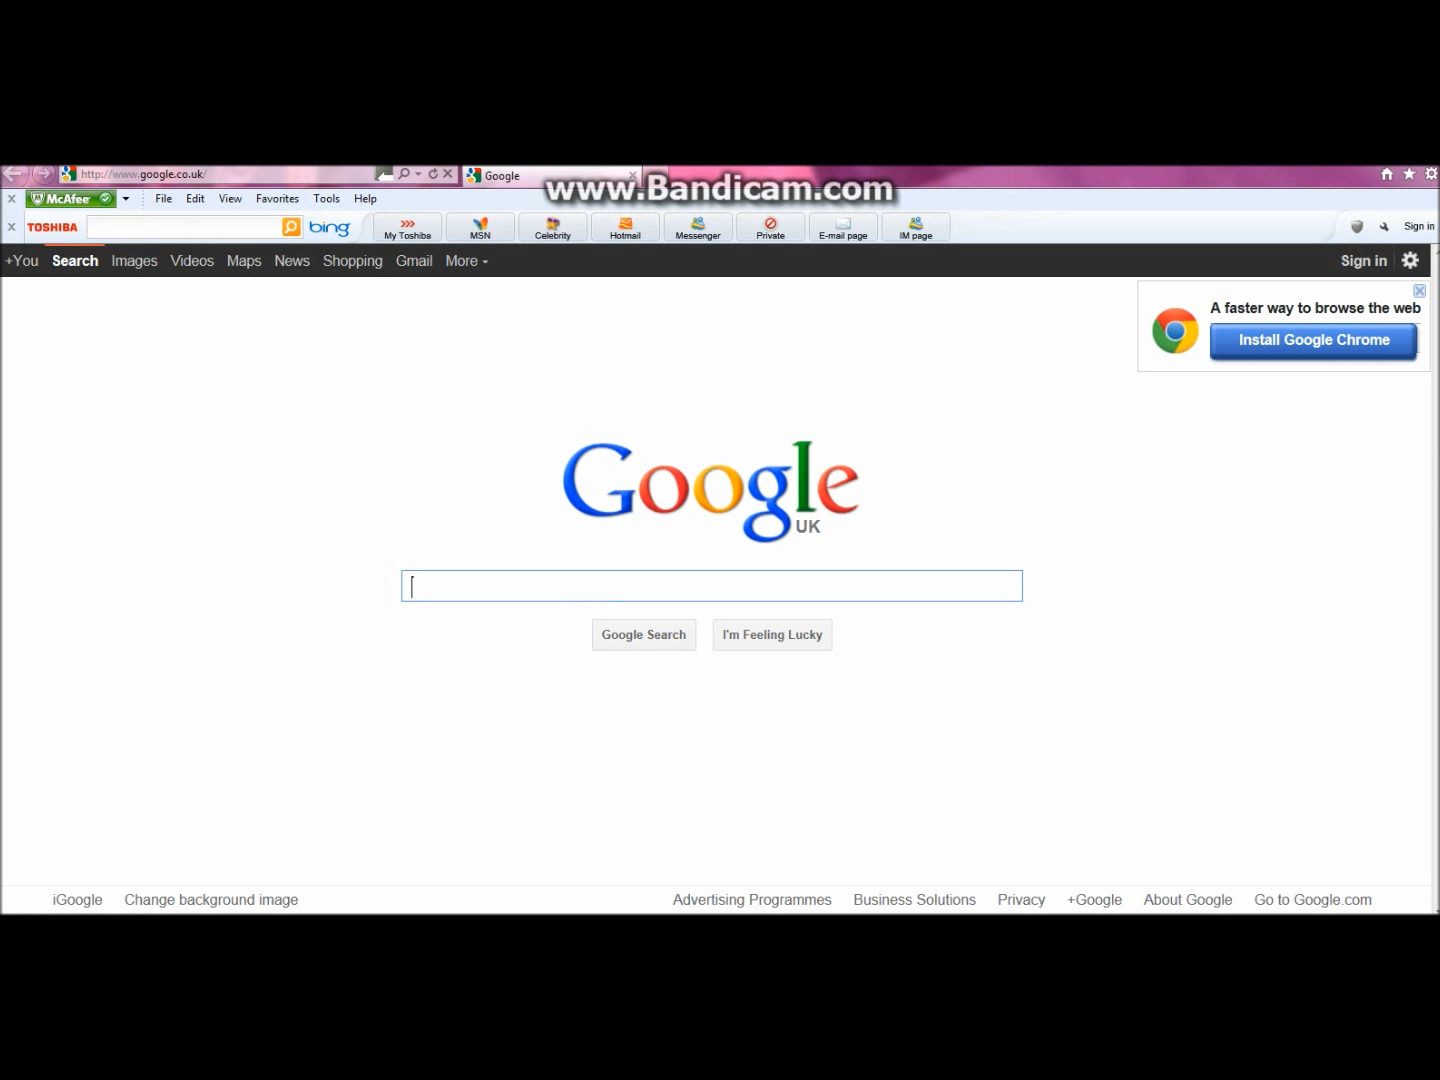 http://www.google.co.uk/
Google
www.Bandicam.com
McAfee
File Edit View Favorites Tools Help
TOSHIBA
bing
My Toshiba MSN Celebrity Hotmail Messenger Private E-mail page IM page
Sign in
+You Search Images Videos Maps News Shopping Gmail More
Sign in
A faster way to browse the web
Install Google Chrome
Google
UK
Google Search I'm Feeling Lucky
iGoogle Change background image Advertising Programmes Business Solutions Privacy +Google About Google Go to Google.com